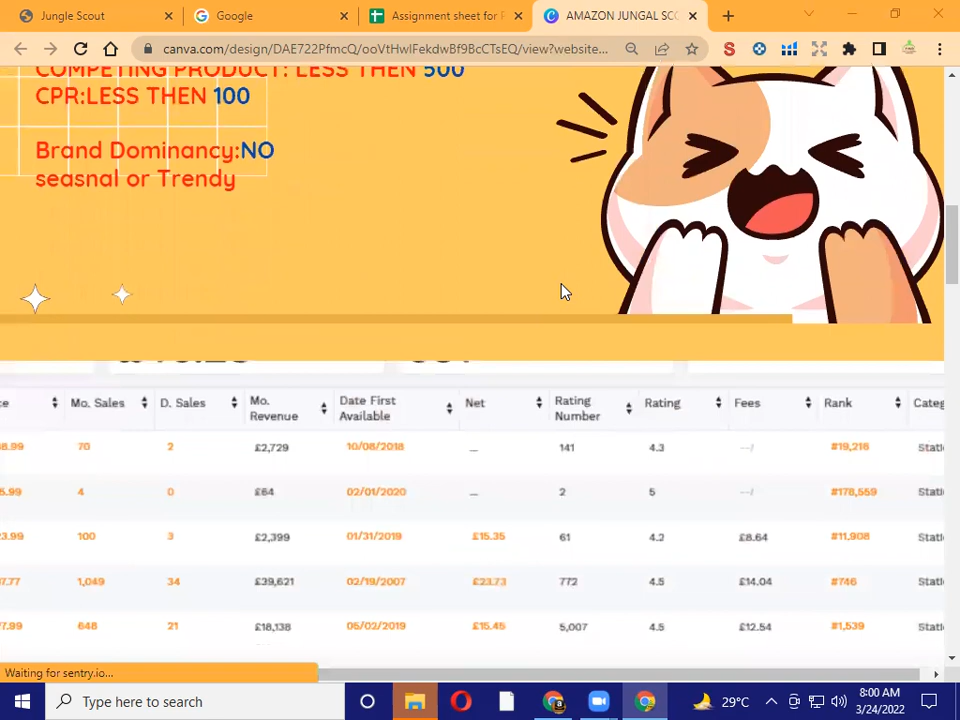 Jungle Scout
Google
Assignment sheet for
AMAZON JUNGAL SCO
canva.com/design/DAE722PfmcQ/ooVtHwIFekdwBf9BcCTsEQ/view?website...
COMPETING PRODUCT: LESS THEN 500
CPR:LESS THEN 100
Brand Dominancy:NO
seasnal or Trendy
Mo. Sales D. Sales Mo. Revenue Date First Available Net Rating Number Rating Fees Rank
70 2 £2,729 10/08/2018 — 141 4.3 --/ #19,216
4 0 £64 02/01/2020 — 2 5 --/ #178,559
100 3 £2,399 01/31/2019 £15.35 61 4.2 £8.64 #11,908
1,049 34 £39,621 02/19/2007 £23.73 772 4.5 £14.04 #746
648 21 £18,138 05/02/2019 £15.45 5,007 4.5 £12.54 #1,539
Waiting for sentry.io...
Type here to search
29°C
8:00 AM
3/24/2022